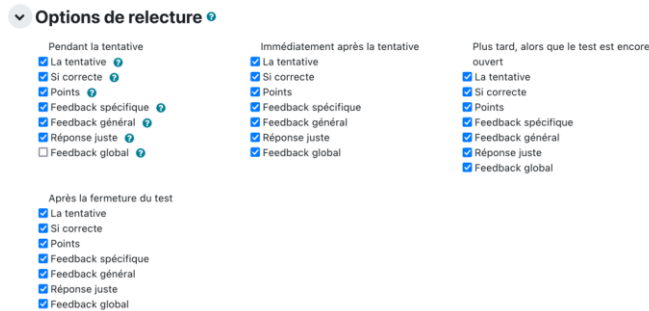 Options de relecture
Pendant la tentative
La tentative
Si correcte
Points
Feedback spécifique
Feedback général
Réponse juste
Feedback global
Immédiatement après la tentative
La tentative
Si correcte
Points
Feedback spécifique
Feedback général
Réponse juste
Feedback global
Plus tard, alors que le test est encore
ouvert
La tentative
Si correcte
Points
Feedback spécifique
Feedback général
Réponse juste
Feedback global
Après la fermeture du test
La tentative
Si correcte
Points
Feedback spécifique
Feedback général
Réponse juste
Feedback global